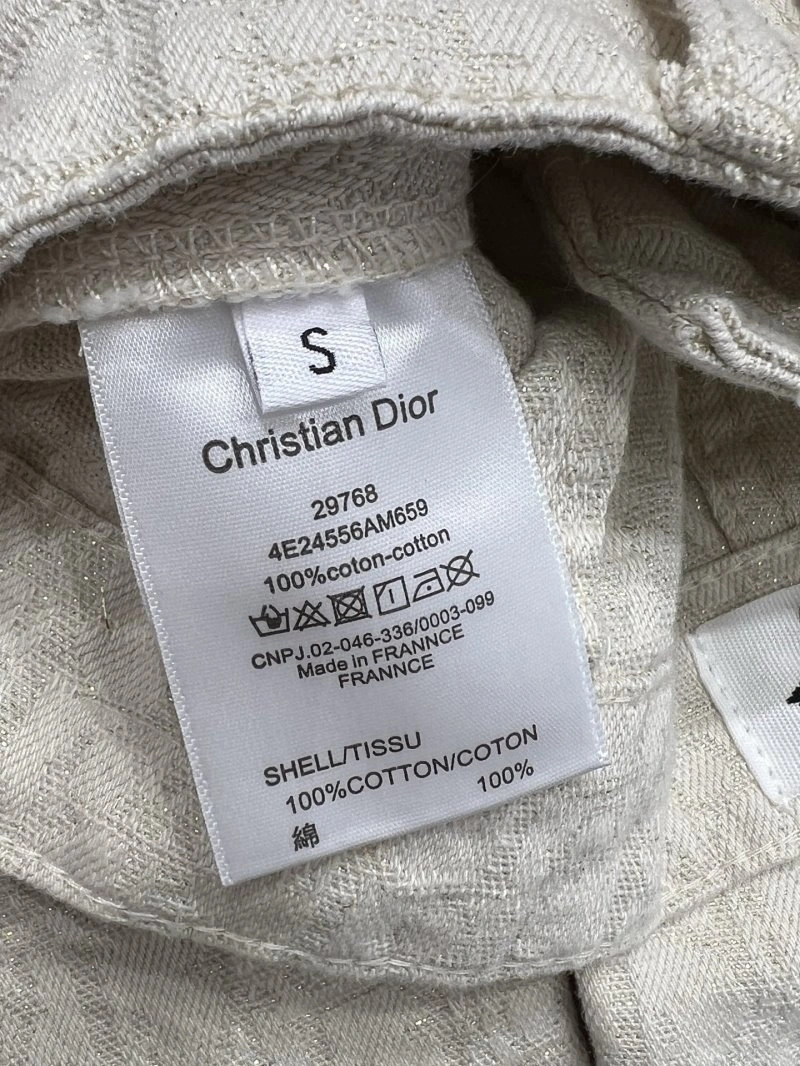 S
Christian Dior
29768
4E24556AM659
100%coton-cotton
CNPJ.02-046-336/0003-099
Made in FRANNCE
FRANNCE
SHELL/TISSU
100%COTTON/COTON
100%
綿